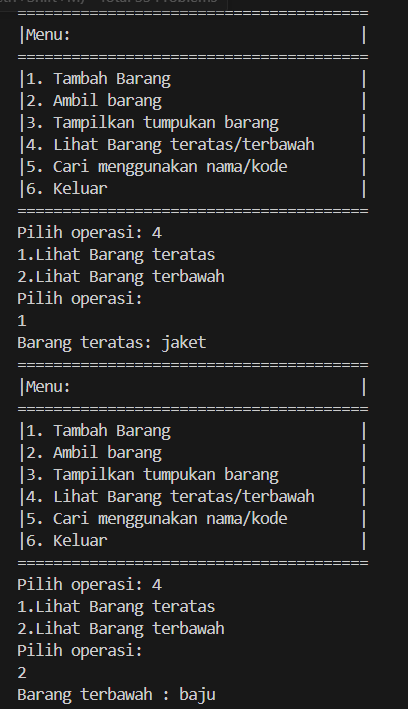 =======================================
|Menu:                                |
=======================================
|1. Tambah Barang                     |
|2. Ambil barang                      |
|3. Tampilkan tumpukan barang         |
|4. Lihat Barang teratas/terbawah     |
|5. Cari menggunakan nama/kode        |
|6. Keluar                            |
=======================================
Pilih operasi: 4
1.Lihat Barang teratas
2.Lihat Barang terbawah
Pilih operasi:
1
Barang teratas: jaket
=======================================
|Menu:                                |
=======================================
|1. Tambah Barang                     |
|2. Ambil barang                      |
|3. Tampilkan tumpukan barang         |
|4. Lihat Barang teratas/terbawah     |
|5. Cari menggunakan nama/kode        |
|6. Keluar                            |
=======================================
Pilih operasi: 4
1.Lihat Barang teratas
2.Lihat Barang terbawah
Pilih operasi:
2
Barang terbawah : baju